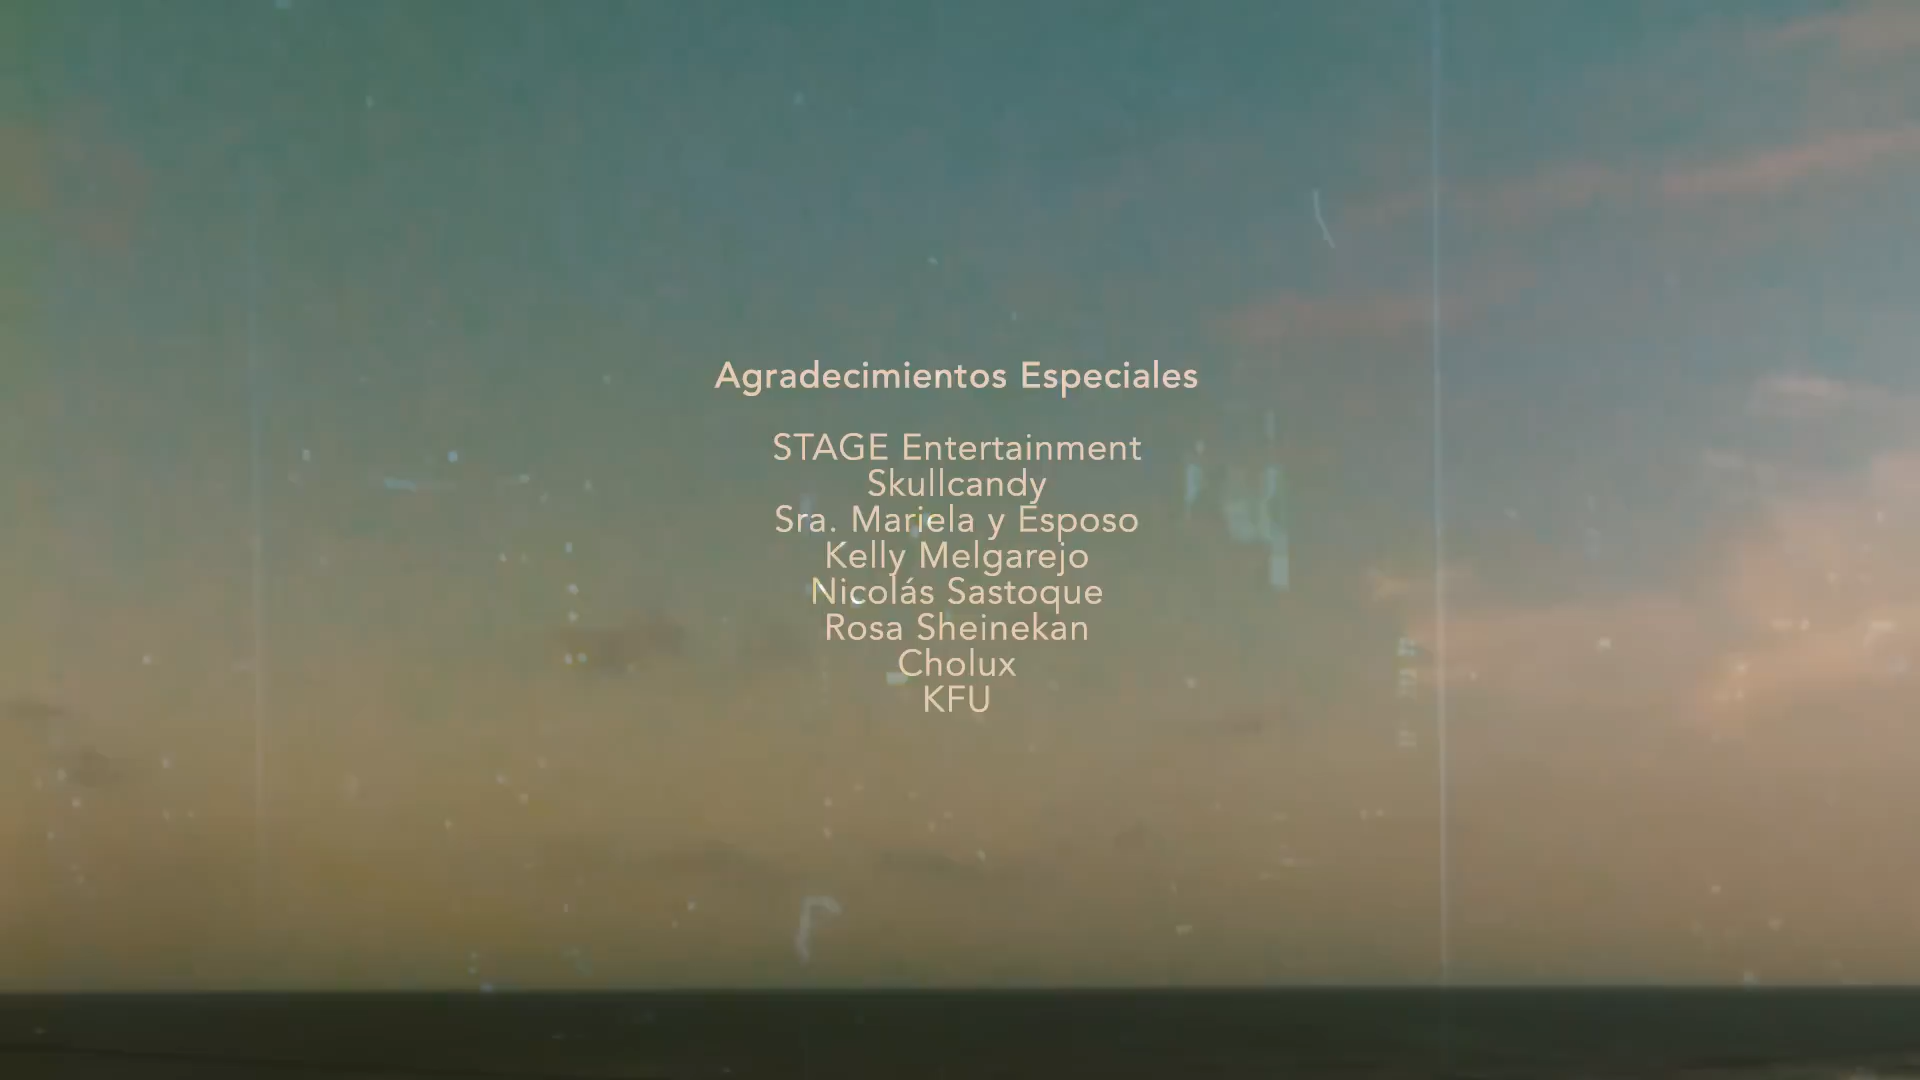 Agradecimientos Especiales
STAGE Entertainment
Skullcandy
Sra. Mariela y Esposo
Kelly Melgarejo
Nicolás Sastoque
Rosa Sheinekan
Cholux
KFU